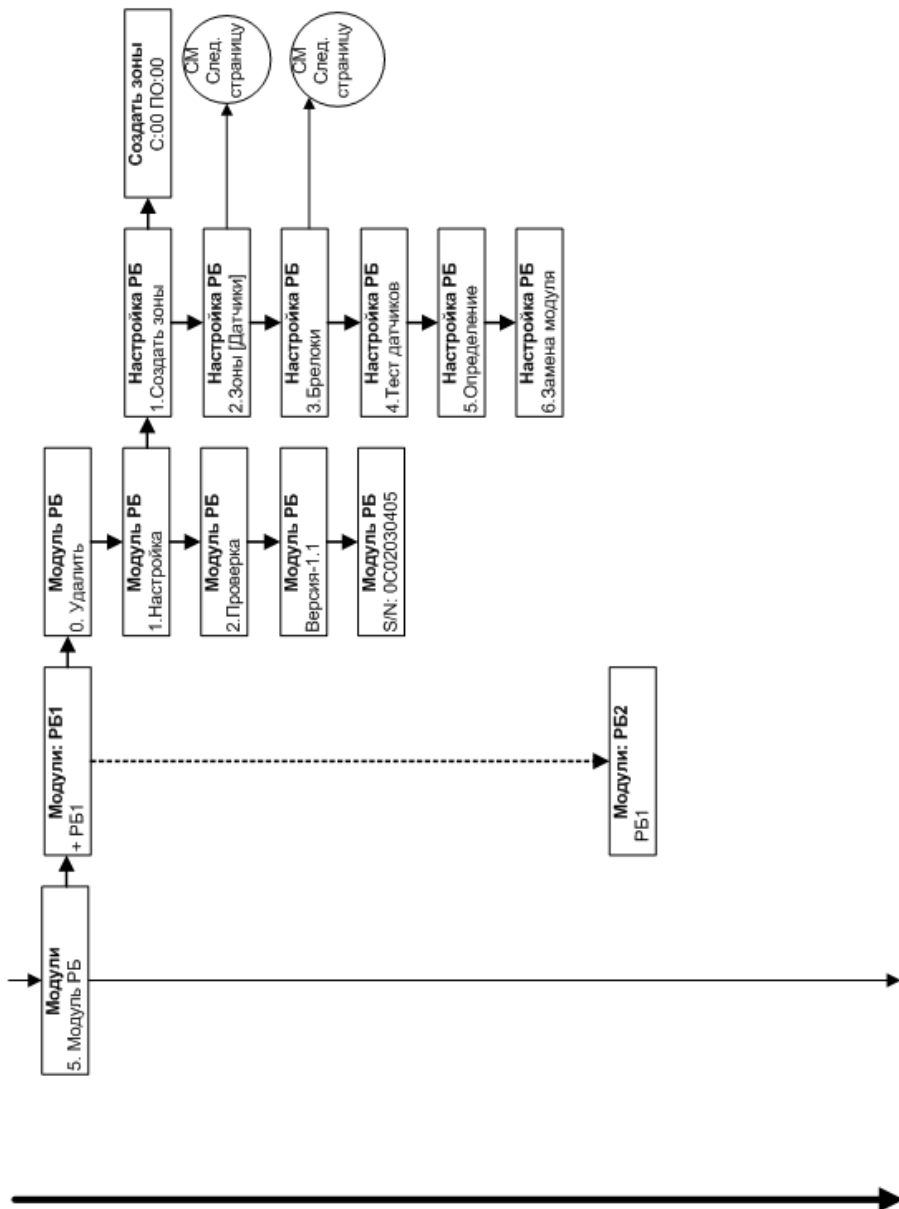 Модули
5. Модуль РБ
Модули: РБ1
+ РБ1
Модули: РБ2
РБ1
Модуль РБ
0. Удалить
Модуль РБ
1.Настройка
Модуль РБ
2.Проверка
Модуль РБ
Версия-1.1
Модуль РБ
S/N: 0C02030405
Настройка РБ
1.Создать зоны
Настройка РБ
2.Зоны [Датчики]
Настройка РБ
3.Брелоки
Настройка РБ
4.Тест датчиков
Настройка РБ
5.Определение
Настройка РБ
6.Замена модуля
Создать зоны
С:00 ПО:00
СМ
След.
страницу
СМ
След.
страницу